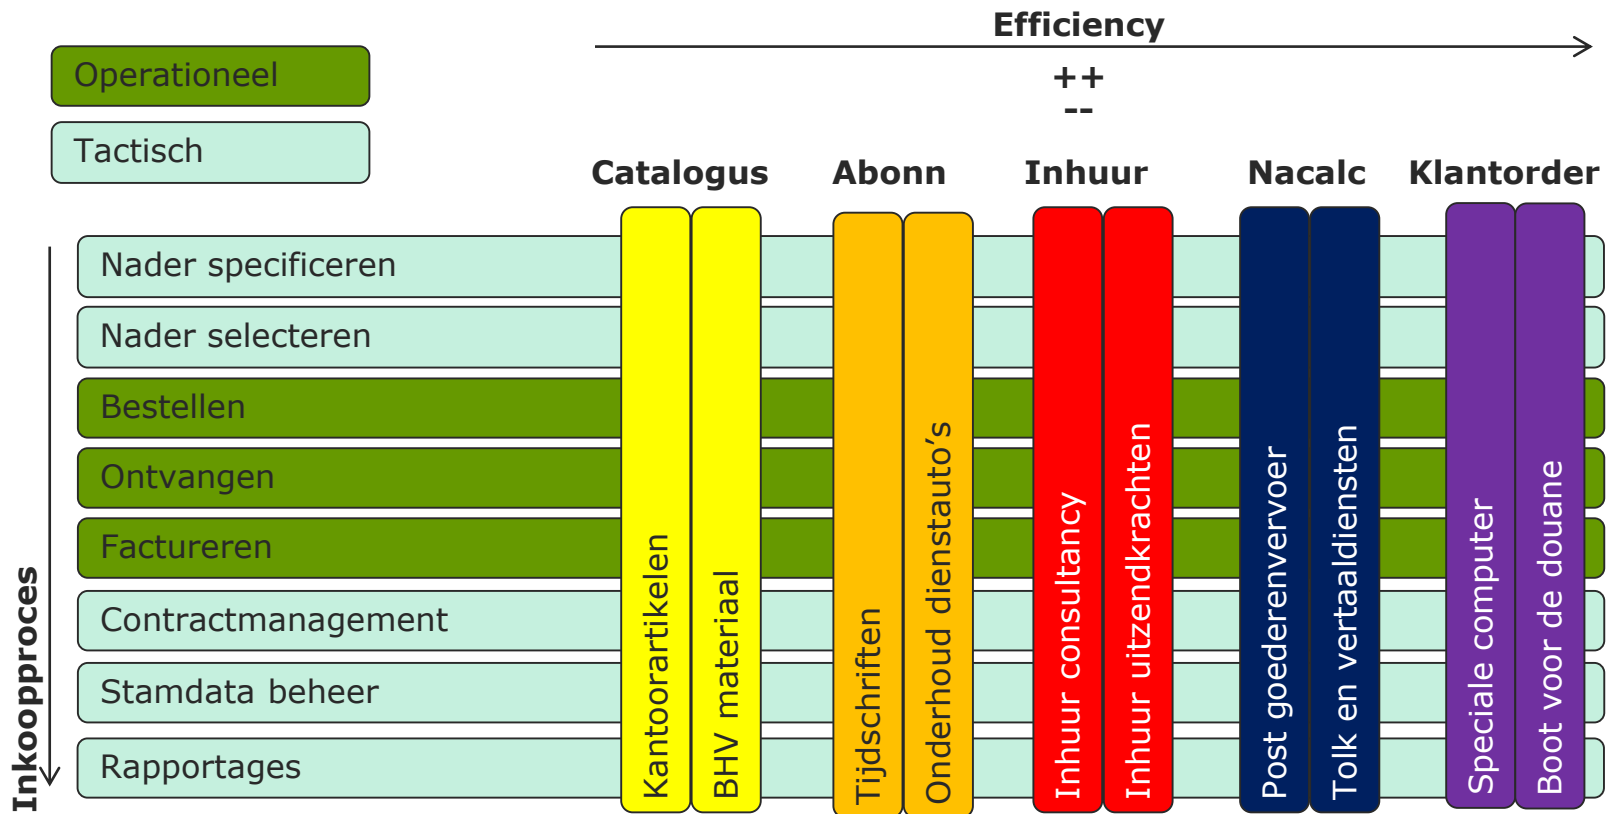 Efficiency
++
--
Operationeel
Tactisch
Catalogus
Abonn
Inhuur
Nacalc
Klantorder
Inkoopproces
Nader specificeren
Nader selecteren
Bestellen
Ontvangen
Factureren
Contractmanagement
Stamdata beheer
Rapportages
Kantoorartikelen
BHV materiaal
Tijdschriften
Onderhoud dienstauto’s
Inhuur consultancy
Inhuur uitzendkrachten
Post goederenvervoer
Tolk en vertaaldiensten
Speciale computer
Boot voor de douane